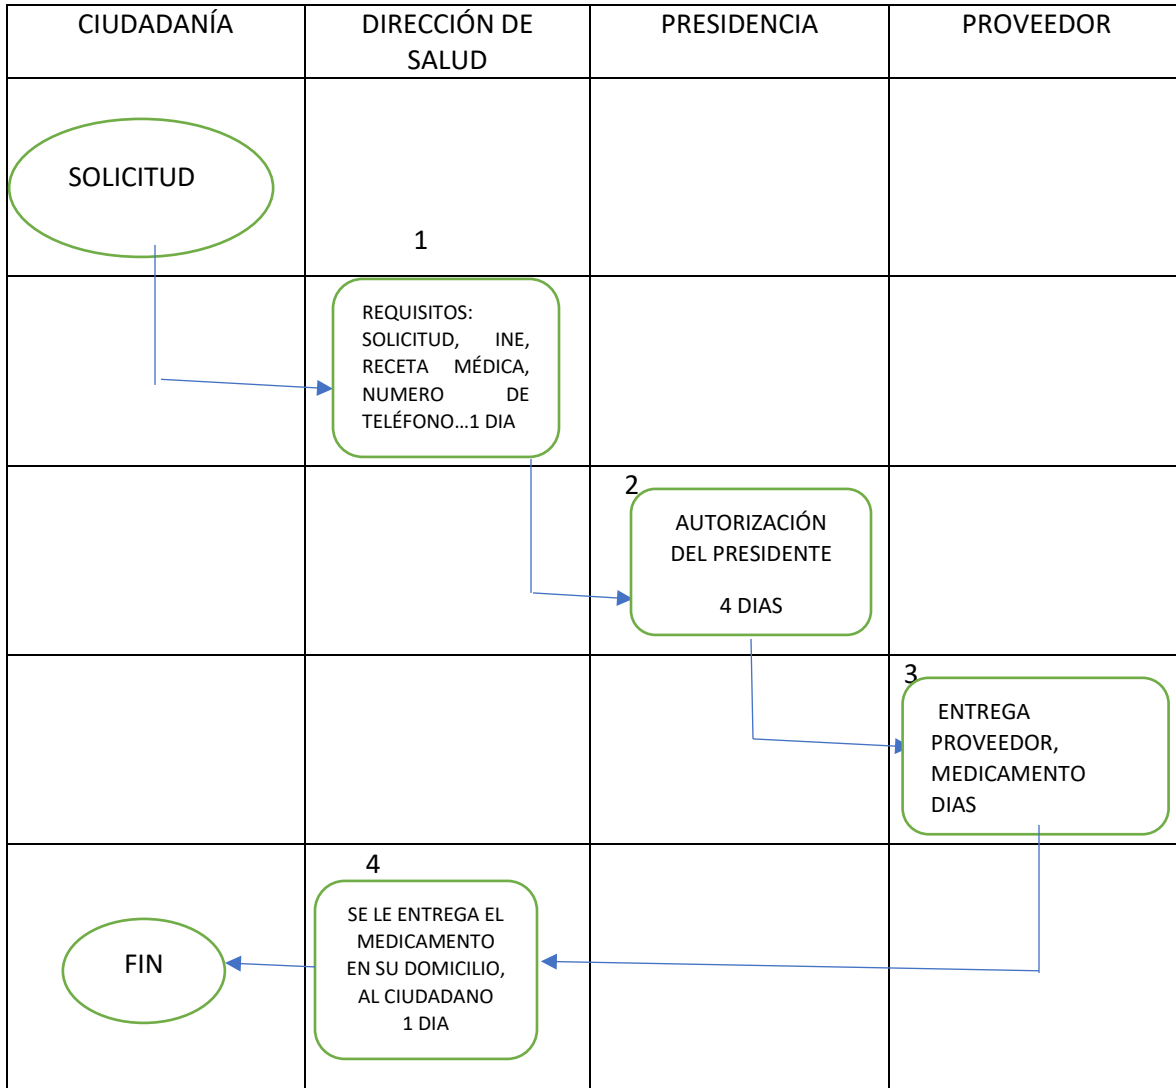 CIUDADANÍA
DIRECCIÓN DE
SALUD
PRESIDENCIA
PROVEEDOR
SOLICITUD
1
REQUISITOS:
SOLICITUD, INE,
RECETA MÉDICA,
NUMERO DE
TELÉFONO...1 DIA
2
AUTORIZACIÓN
DEL PRESIDENTE
4 DIAS
3
ENTREGA
PROVEEDOR,
MEDICAMENTO
DIAS
4
SE LE ENTREGA EL
MEDICAMENTO
EN SU DOMICILIO,
AL CIUDADANO
1 DIA
FIN